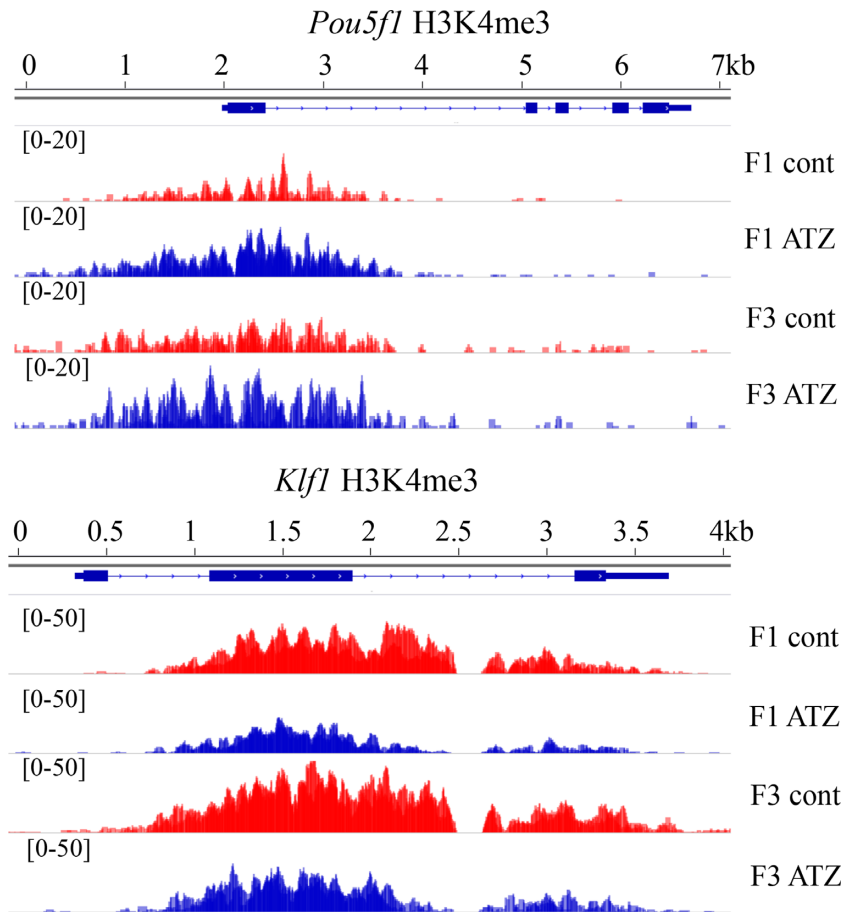 Pou5f1 H3K4me3
0 1 2 3 4 5 6 7kb
[0-20]
F1 cont
[0-20]
F1 ATZ
[0-20]
F3 cont
[0-20]
F3 ATZ
Klf1 H3K4me3
0 0.5 1 1.5 2 2.5 3 3.5 4kb
[0-50]
F1 cont
[0-50]
F1 ATZ
[0-50]
F3 cont
[0-50]
F3 ATZ